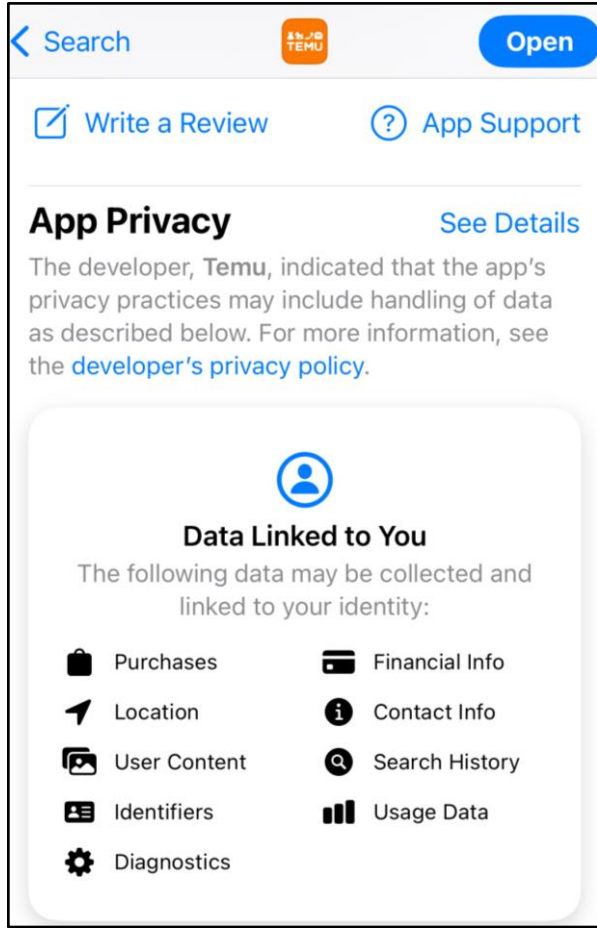 Search
TEMU
Open
Write a Review
App Support
App Privacy
See Details
The developer, Temu, indicated that the app's
privacy practices may include handling of data
as described below. For more information, see
the developer's privacy policy.
Data Linked to You
The following data may be collected and
linked to your identity:
Purchases
Financial Info
Location
Contact Info
User Content
Search History
Identifiers
Usage Data
Diagnostics